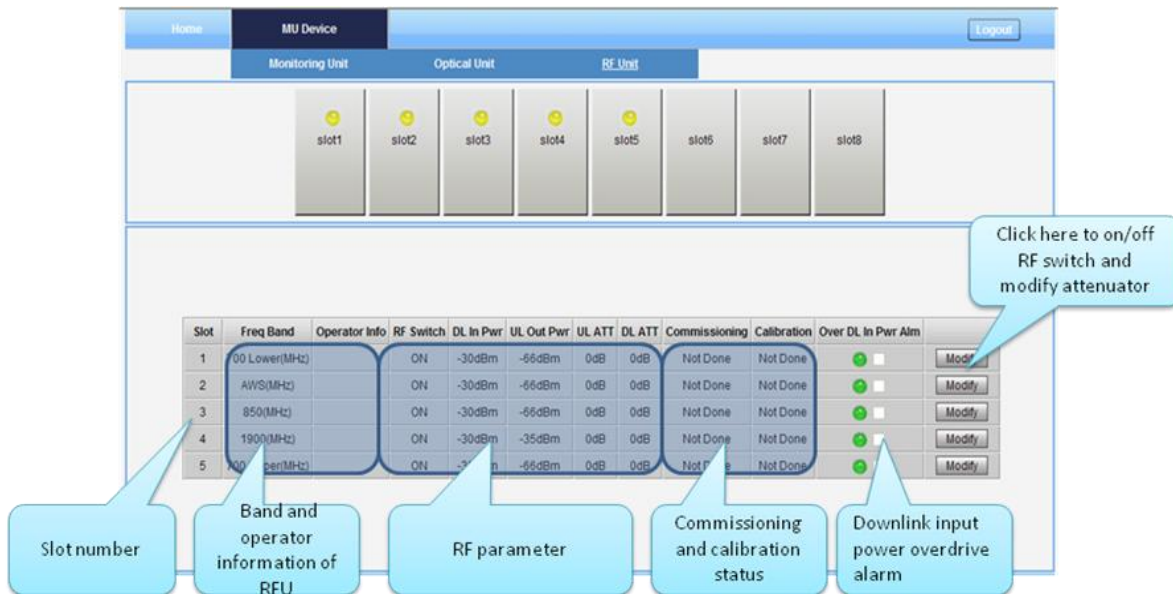 Home MU Device Logout
Monitoring Unit Optical Unit RF Unit
slot1 slot2 slot3 slot4 slot5 slot6 slot7 slot8
Click here to on/off
RF switch and
modify attenuator
Slot Freq Band Operator Info RF Switch DL In Pwr UL Out Pwr UL ATT DL ATT Commissioning Calibration Over DL In Pwr Alm
1 00 Lower(MHz) ON -30dBm -66dBm 0dB 0dB Not Done Not Done Modify
2 AWS(MHz) ON -30dBm -66dBm 0dB 0dB Not Done Not Done Modify
3 850(MHz) ON -30dBm -66dBm 0dB 0dB Not Done Not Done Modify
4 1900(MHz) ON -30dBm -35dBm 0dB 0dB Not Done Not Done Modify
5 ON -66dBm 0dB 0dB Not Done Not Done Modify
Slot number
Band and
operator
information of
RFU
RF parameter
Commissioning
and calibration
status
Downlink input
power overdrive
alarm